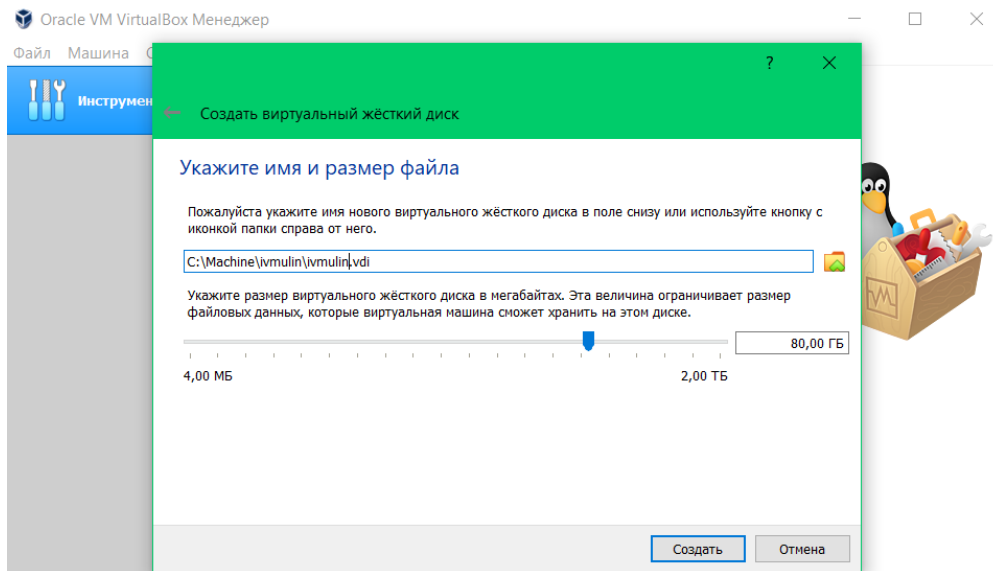 Oracle VM VirtualBox Менеджер
Файл Машина
Инструмен
?
Создать виртуальный жёсткий диск
Укажите имя и размер файла
Пожалуйста укажите имя нового виртуального жёсткого диска в поле снизу или используйте кнопку с
иконкой папки справа от него.
C:\Machine\ivmulin\ivmulin.vdi
Укажите размер виртуального жёсткого диска в мегабайтах. Эта величина ограничивает размер
файловых данных, которые виртуальная машина сможет хранить на этом диске.
80,00 ГБ
4,00 МБ 2,00 ТБ
Создать Отмена